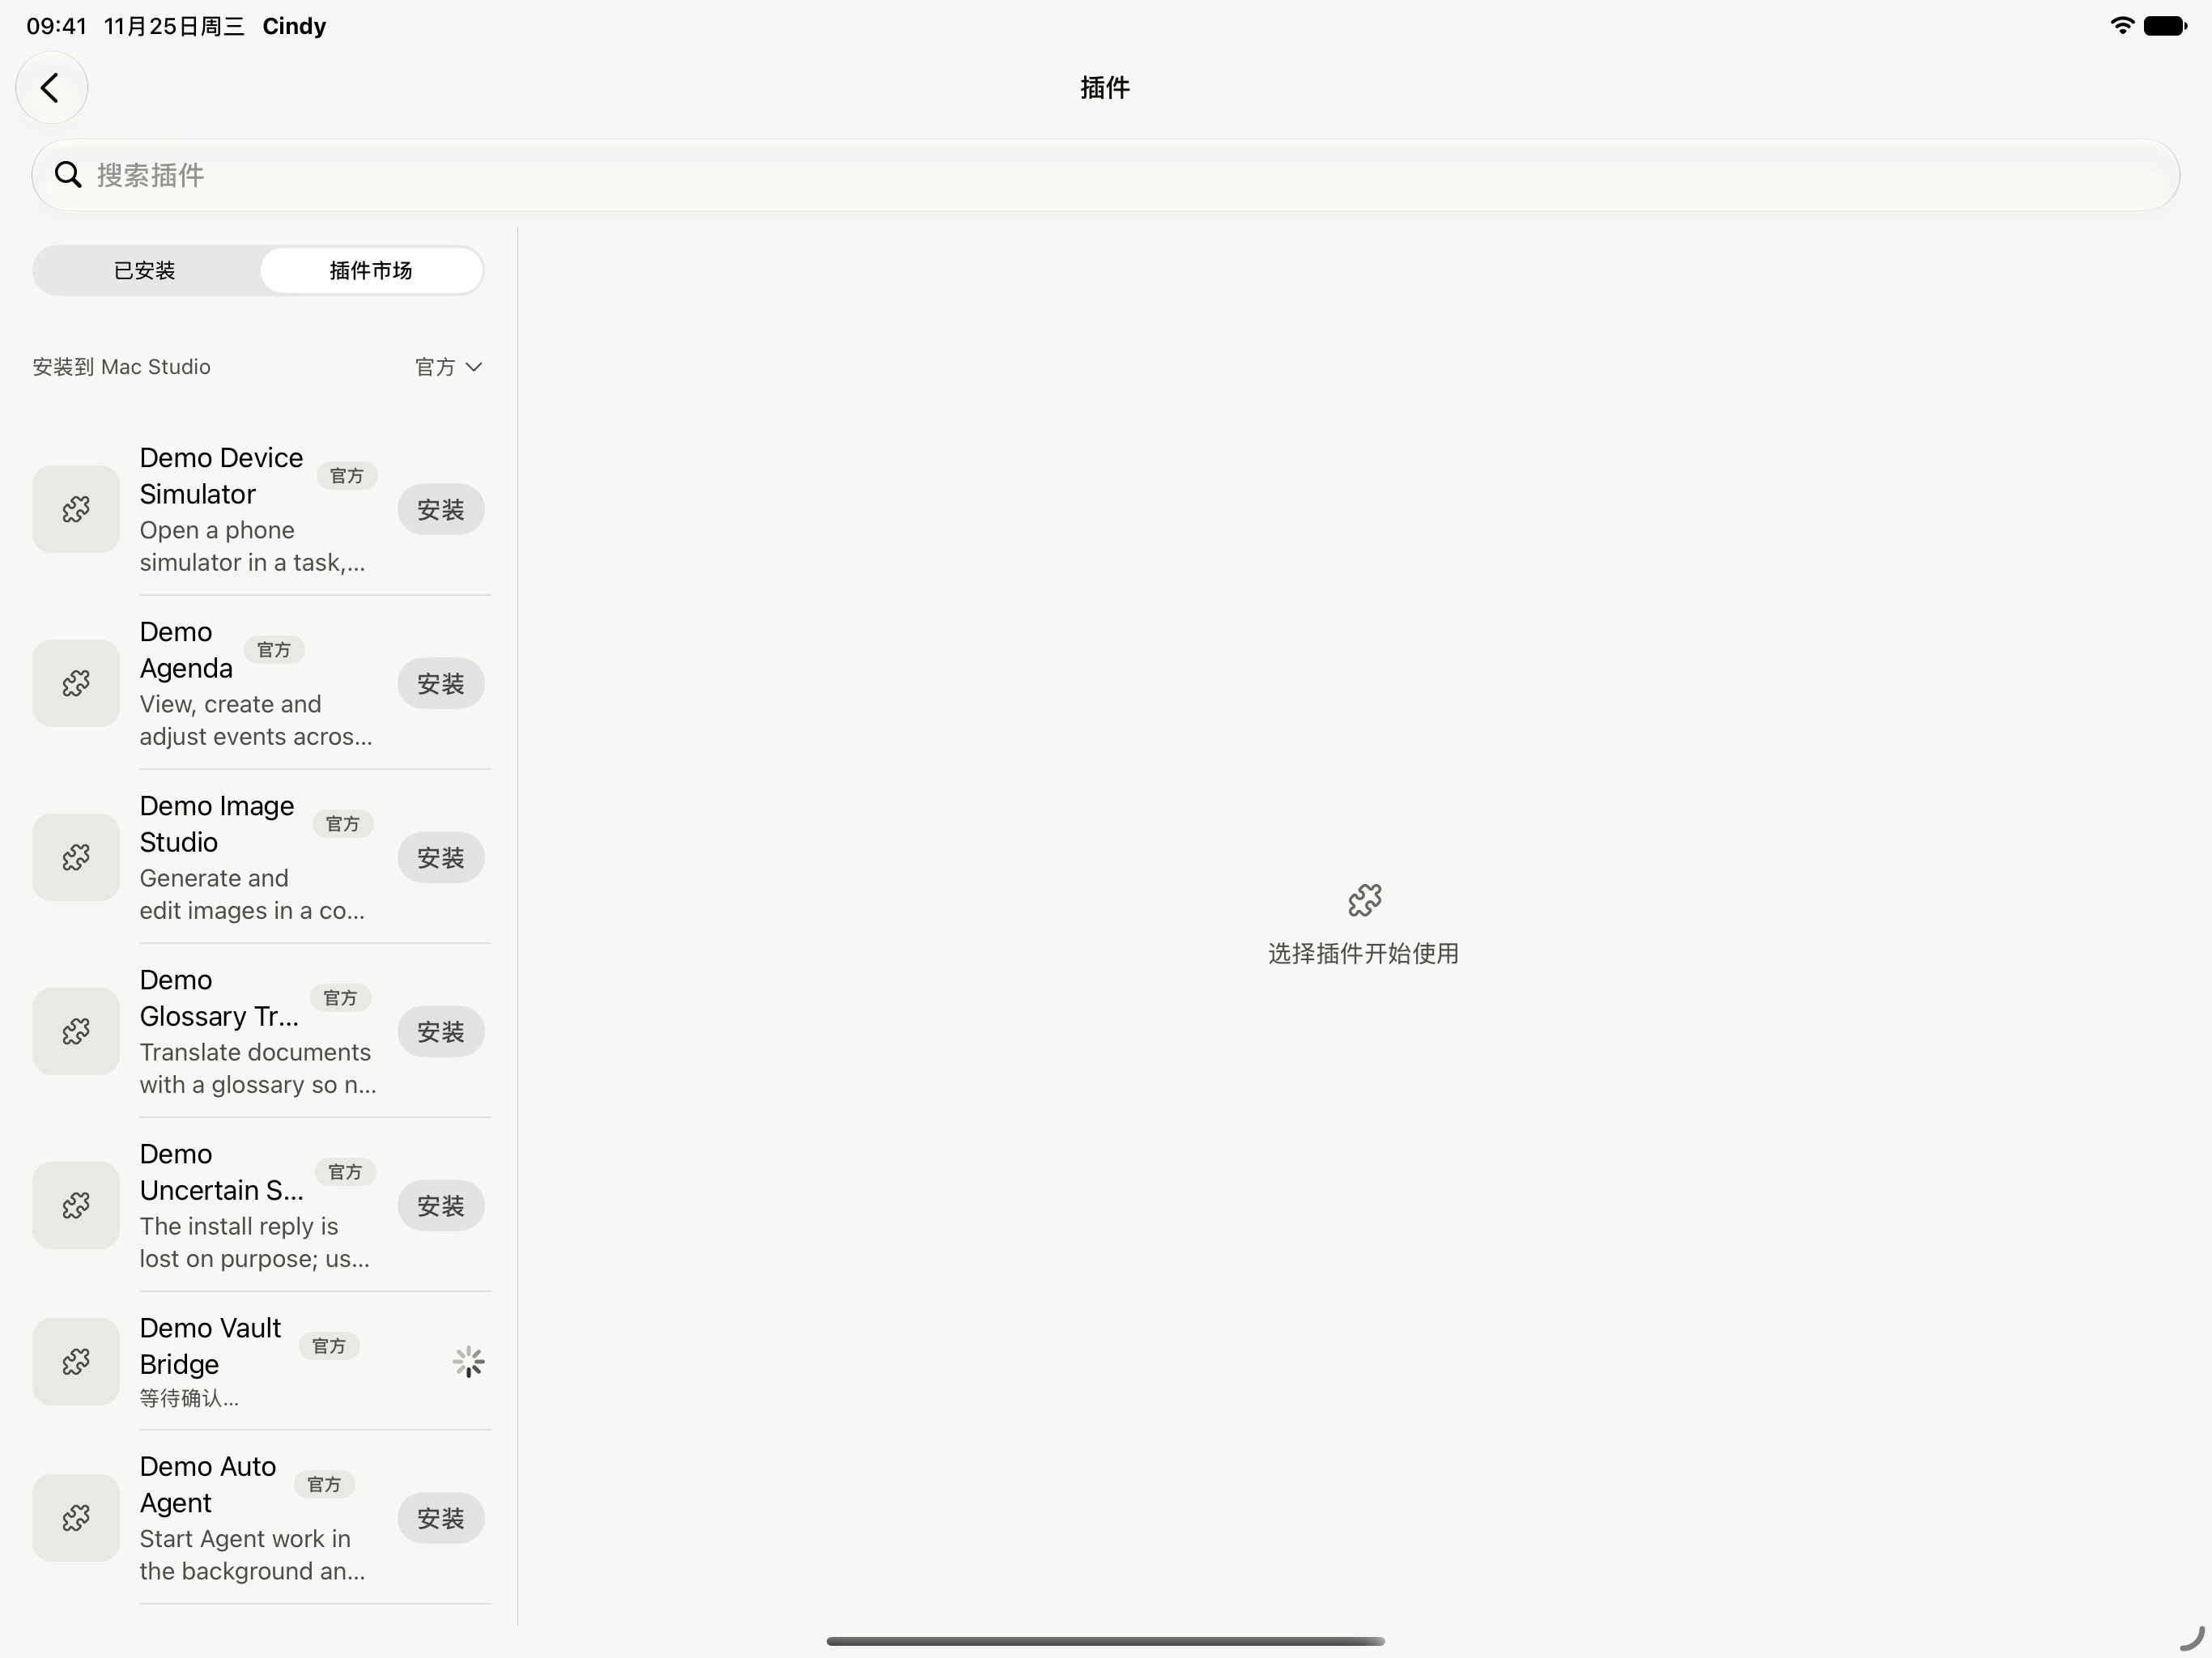 09:41 11月25日周三 Cindy
插件
搜索插件
已安装
插件市场
安装到 Mac Studio
官方
Demo Device
Simulator
官方
Open a phone
simulator in a task,...
安装
Demo
Agenda
官方
View, create and
adjust events acros...
安装
Demo Image
Studio
官方
Generate and
edit images in a co...
安装
Demo
Glossary Tr...
官方
Translate documents
with a glossary so n...
安装
Demo
Uncertain S...
官方
The install reply is
lost on purpose; us...
安装
Demo Vault
Bridge
官方
等待确认...
Demo Auto
Agent
官方
Start Agent work in
the background an...
安装
选择插件开始使用